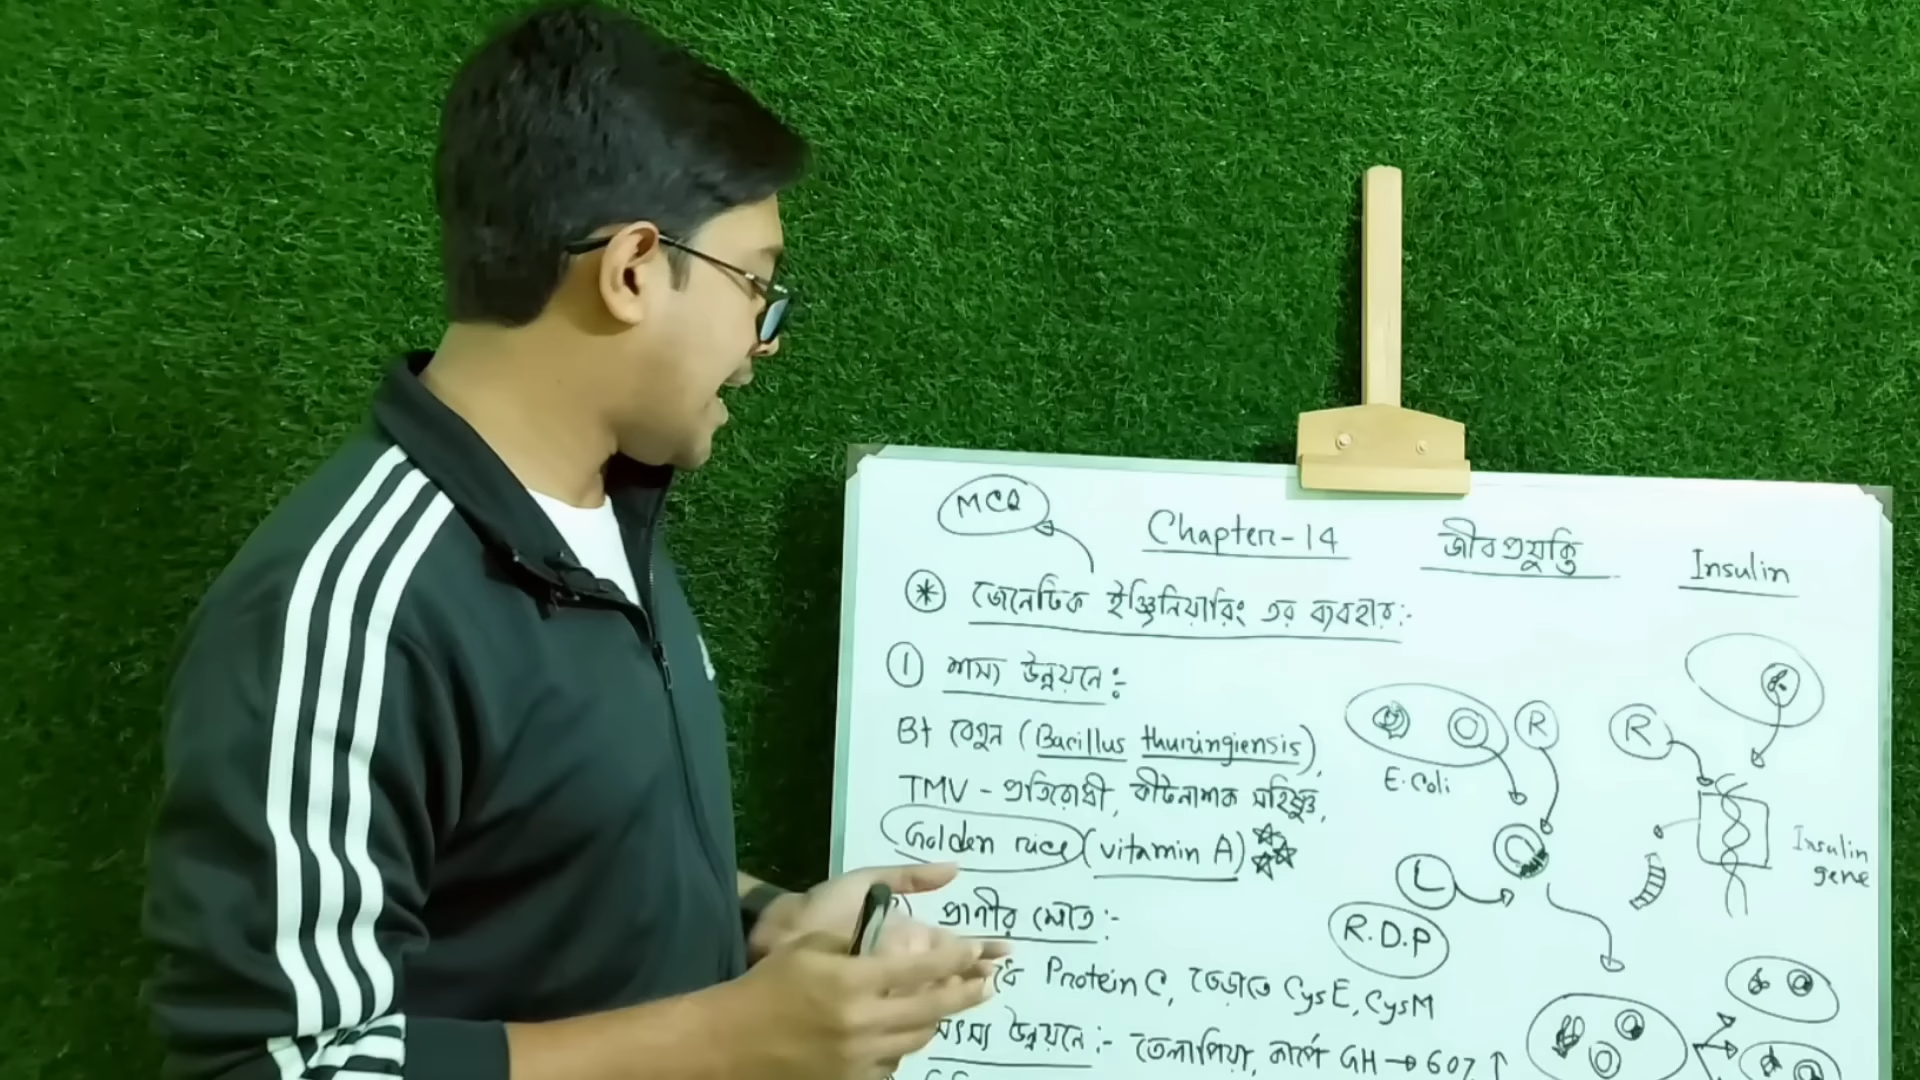 MCQ
Chapter-14 জীবপ্রযুক্তি Insulin
* জেনেটিক ইঞ্জিনিয়ারিং এর ব্যবহার:-
1 শস্য উন্নয়নে:-
Bt বেগুন (Bacillus thuringiensis),
TMV - প্রতিরোধী, কীটনাশক সহিষ্ণু,
Golden rice (vitamin A)
প্রাণীর ক্ষেত্রে:-
Protein C, ভেড়াতে CysE, CysM
মৎস্য উন্নয়নে:- তেলাপিয়া, কার্পে GH → 60% ↑
R
E.Coli
L
R.D.P
R
Insulin
gene